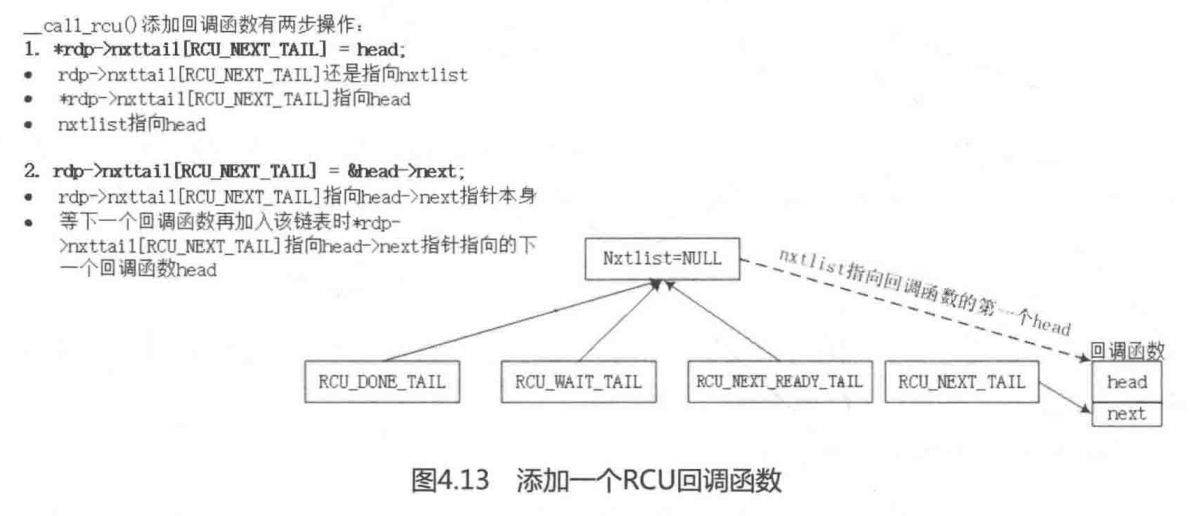 __call_rcu()添加回调函数有两步操作:
1. *rdp->nxttail[RCU_NEXT_TAIL] = head;
• rdp->nxttail[RCU_NEXT_TAIL]还是指向nxtlist
• *rdp->nxttail[RCU_NEXT_TAIL]指向head
• nxtlist指向head
2. rdp->nxttail[RCU_NEXT_TAIL] = &head->next;
• rdp->nxttail[RCU_NEXT_TAIL]指向head->next指针本身
• 等下一个回调函数再加入该链表时*rdp-
>nxttail[RCU_NEXT_TAIL]指向head->next指针指向的下
一个回调函数head
Nxtlist=NULL
nxtlist指向回调函数的第一个head
回调函数
RCU_DONE_TAIL
RCU_WAIT_TAIL
RCU_NEXT_READY_TAIL
RCU_NEXT_TAIL
head
next
图4.13 添加一个RCU回调函数